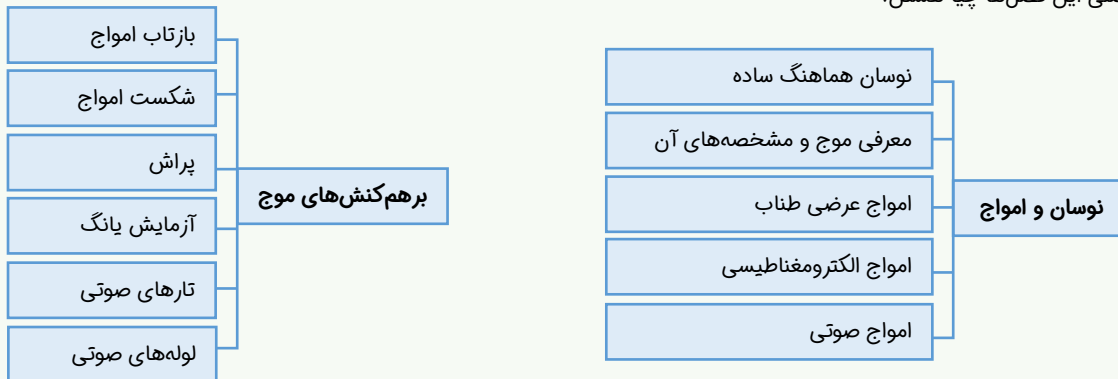 نوسان و امواج
نوسان هماهنگ ساده
معرفی موج و مشخصه‌های آن
امواج عرضی طناب
امواج الکترومغناطیسی
امواج صوتی
برهم‌کنش‌های موج
بازتاب امواج
شکست امواج
پراش
آزمایش یانگ
تارهای صوتی
لوله‌های صوتی